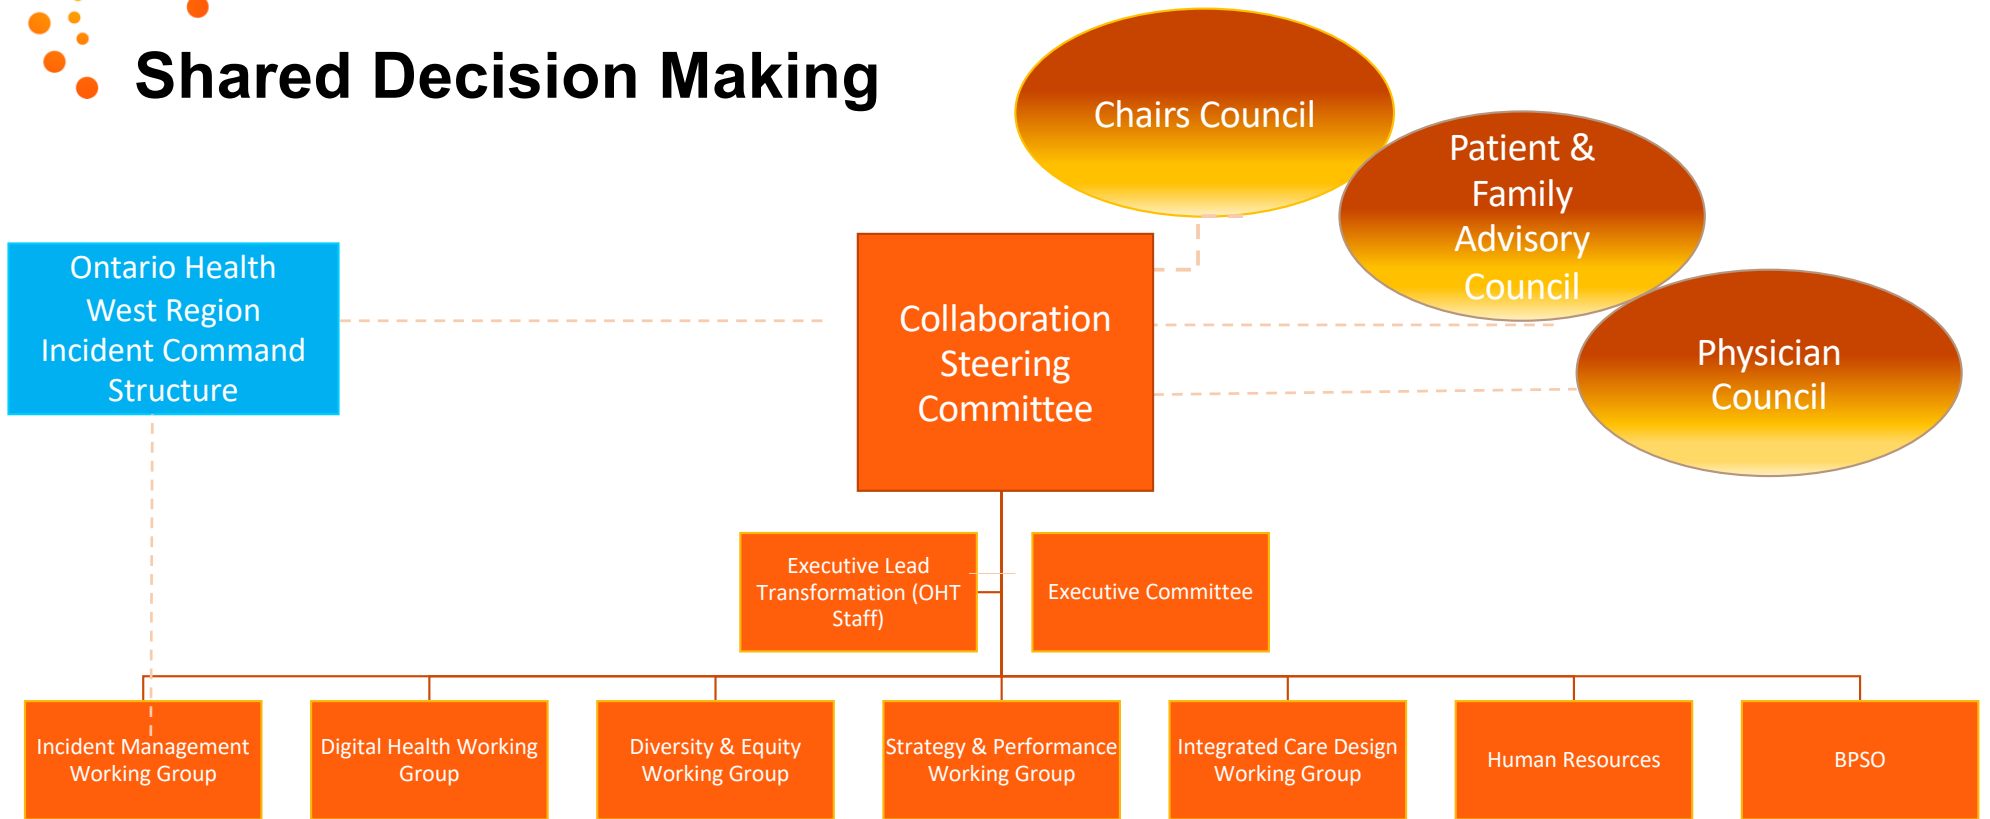 Shared Decision Making
Chairs Council
Patient &
Family
Advisory
Council
Ontario Health
West Region
Incident Command
Structure
Collaboration
Steering
Committee
Physician
Council
Executive Lead
Transformation (OHT
Staff)
Executive Committee
Incident Management
Working Group
Digital Health Working
Group
Diversity & Equity
Working Group
Strategy & Performance
Working Group
Integrated Care Design
Working Group
Human Resources
BPSO